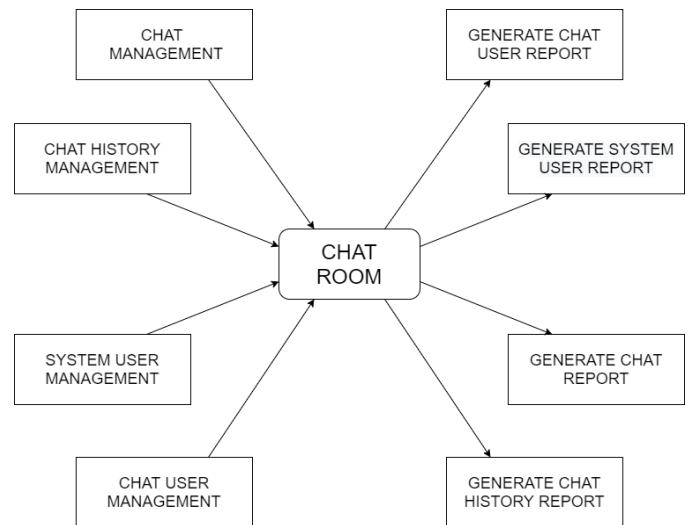 CHAT
MANAGEMENT
GENERATE CHAT
USER REPORT
CHAT HISTORY
MANAGEMENT
GENERATE SYSTEM
USER REPORT
CHAT
ROOM
SYSTEM USER
MANAGEMENT
GENERATE CHAT
REPORT
CHAT USER
MANAGEMENT
GENERATE CHAT
HISTORY REPORT